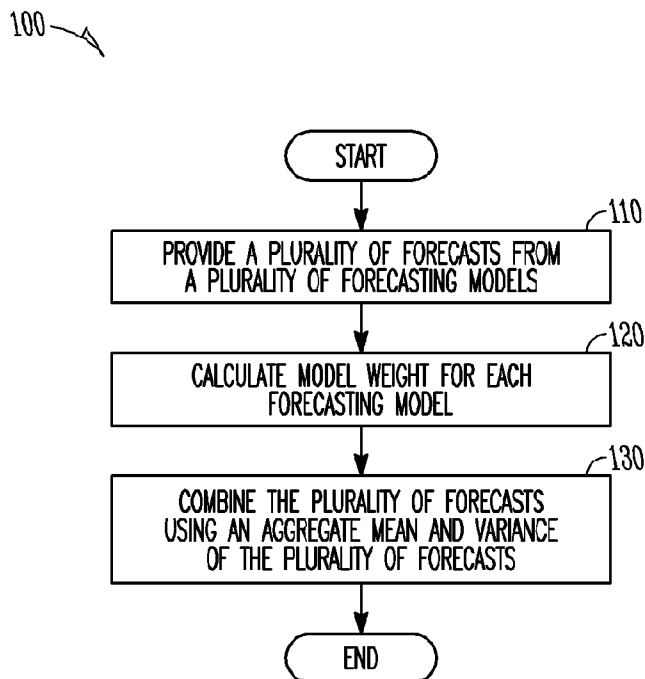 100
START
110
PROVIDE A PLURALITY OF FORECASTS FROM
A PLURALITY OF FORECASTING MODELS
120
CALCULATE MODEL WEIGHT FOR EACH
FORECASTING MODEL
130
COMBINE THE PLURALITY OF FORECASTS
USING AN AGGREGATE MEAN AND VARIANCE
OF THE PLURALITY OF FORECASTS
END